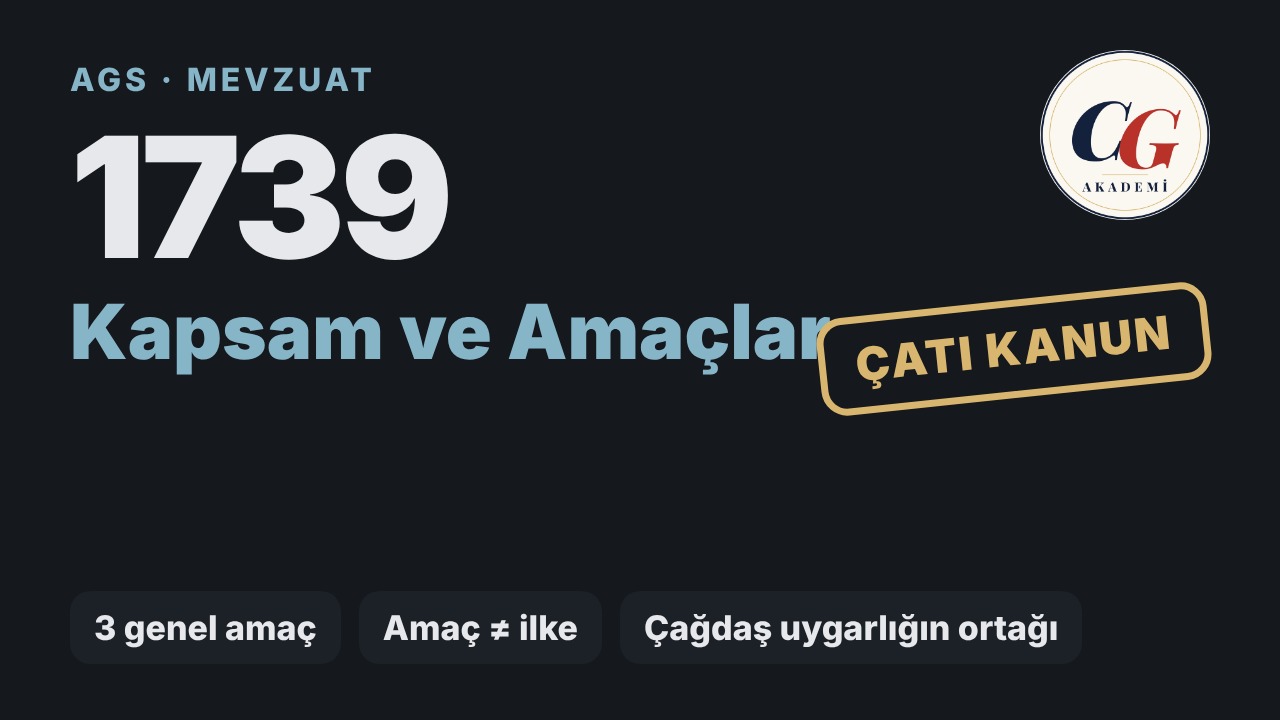 AGS · MEVZUAT
1739
CG
AKADEMİ
Kapsam ve Amaçlar
ÇATI KANUN
3 genel amaç
Amaç ≠ ilke
Çağdaş uygarlığın ortağı